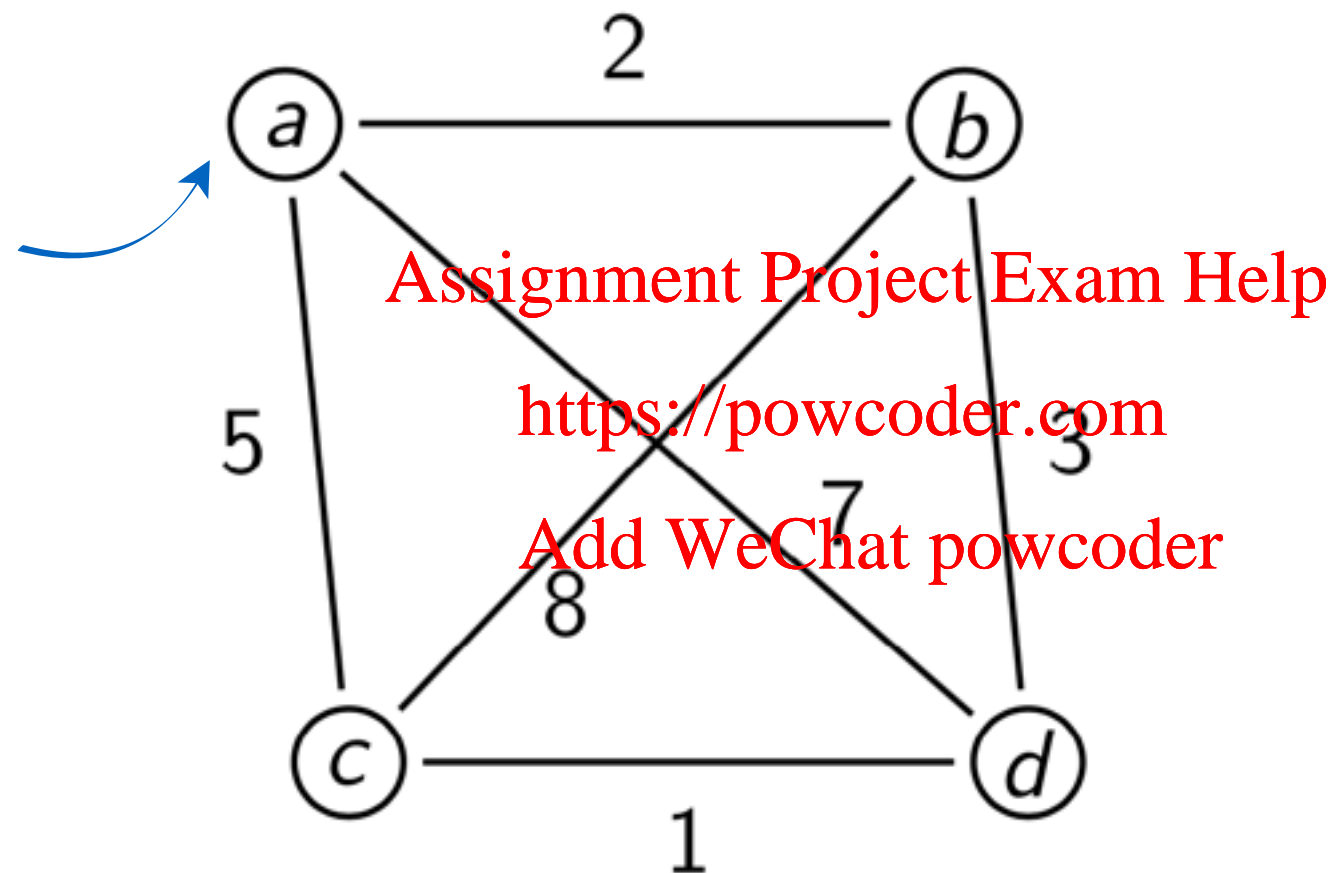 2
a
b
Assignment Project Exam Help
https://powcoder.com
5
3
7
Add WeChat powcoder
8
c
d
1